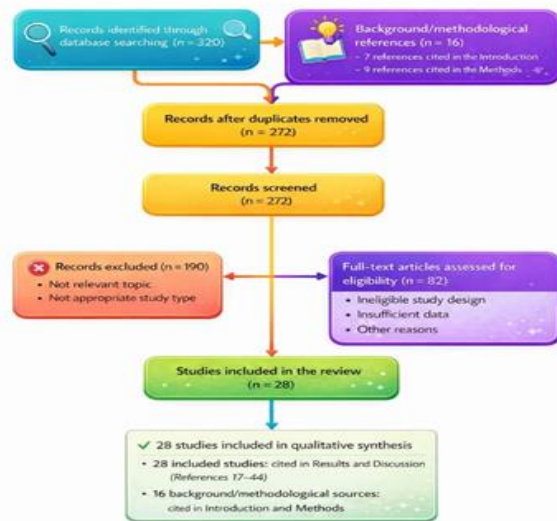 Records identified through
database searching (n = 320)
Background/methodological
references (n = 16)
– 7 references cited in the Introduction
– 9 references cited in the Methods
Records after duplicates removed
(n = 272)
Records screened
(n = 272)
Records excluded (n = 190)
• Not relevant topic
• Not appropriate study type
Full-text articles assessed for
eligibility (n = 82)
• Ineligible study design
• Insufficient data
• Other reasons
Studies included in the review
(n = 28)
✓ 28 studies included in qualitative synthesis
• 28 included studies: cited in Results and Discussion
(References 17–44)
• 16 background/methodological sources:
cited in Introduction and Methods